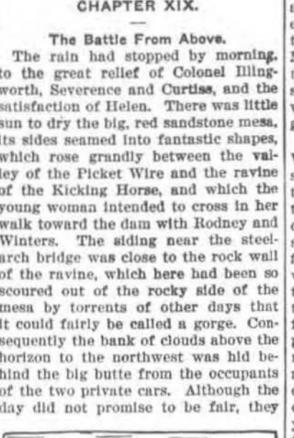 CHAPTER XIX.
The Battle From Above.
The rain had stopped by morning,
to the great relief of Colonel Illing-
worth, Severence and Curtiss, and the
satisfaction of Helen. There was little
sun to dry the big, red sandstone mesa,
its sides seamed into fantastic shapes,
which rose grandly between the val-
ley of the Picket Wire and the ravine
of the Kicking Horse, and which the
young woman intended to cross in her
walk toward the dam with Rodney and
Winters. The siding near the steel-
arch bridge was close to the rock wall
of the ravine, which here had been so
scoured out of the rocky side of the
mesa by torrents of other days that
it could fairly be called a gorge. Con-
sequently the bank of clouds above the
horizon to the northwest was hid be-
hind the big butte from the occupants
of the two private cars. Although the
day did not promise to be fair, they